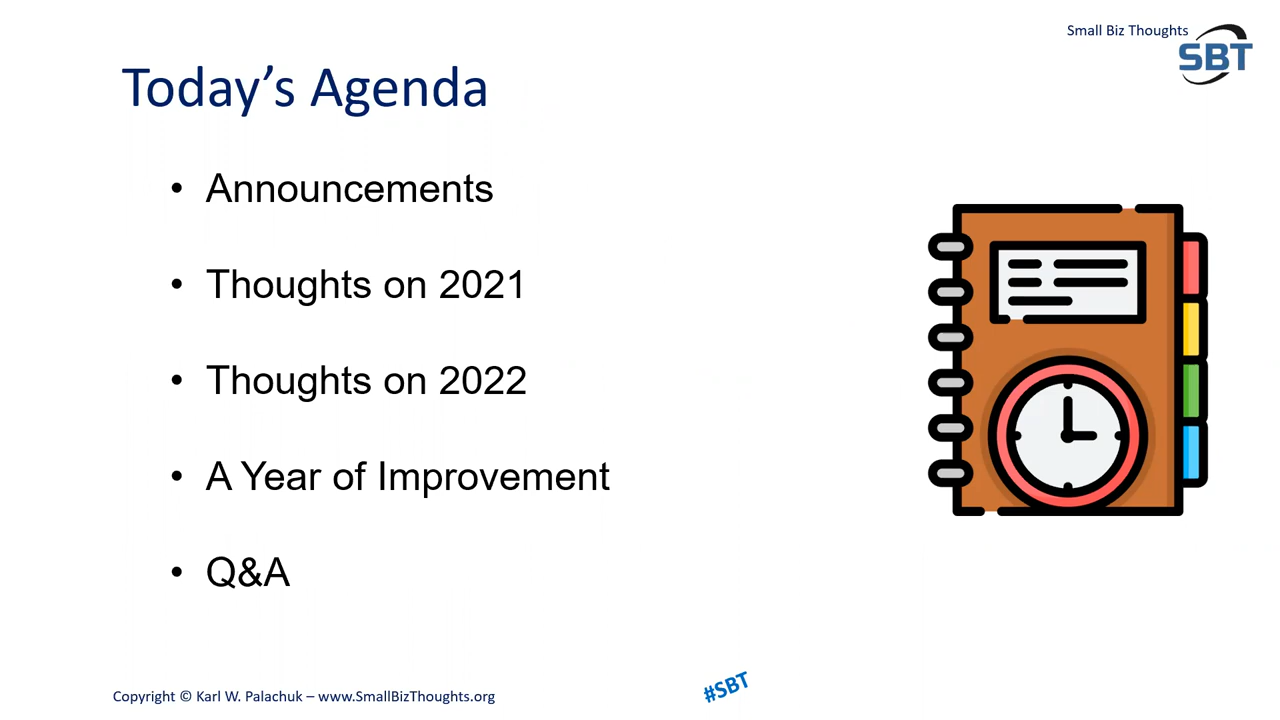 Small Biz Thoughts
SBT
Today’s Agenda
• Announcements
• Thoughts on 2021
• Thoughts on 2022
• A Year of Improvement
• Q&A
Copyright © Karl W. Palachuk – www.SmallBizThoughts.org
#SBT